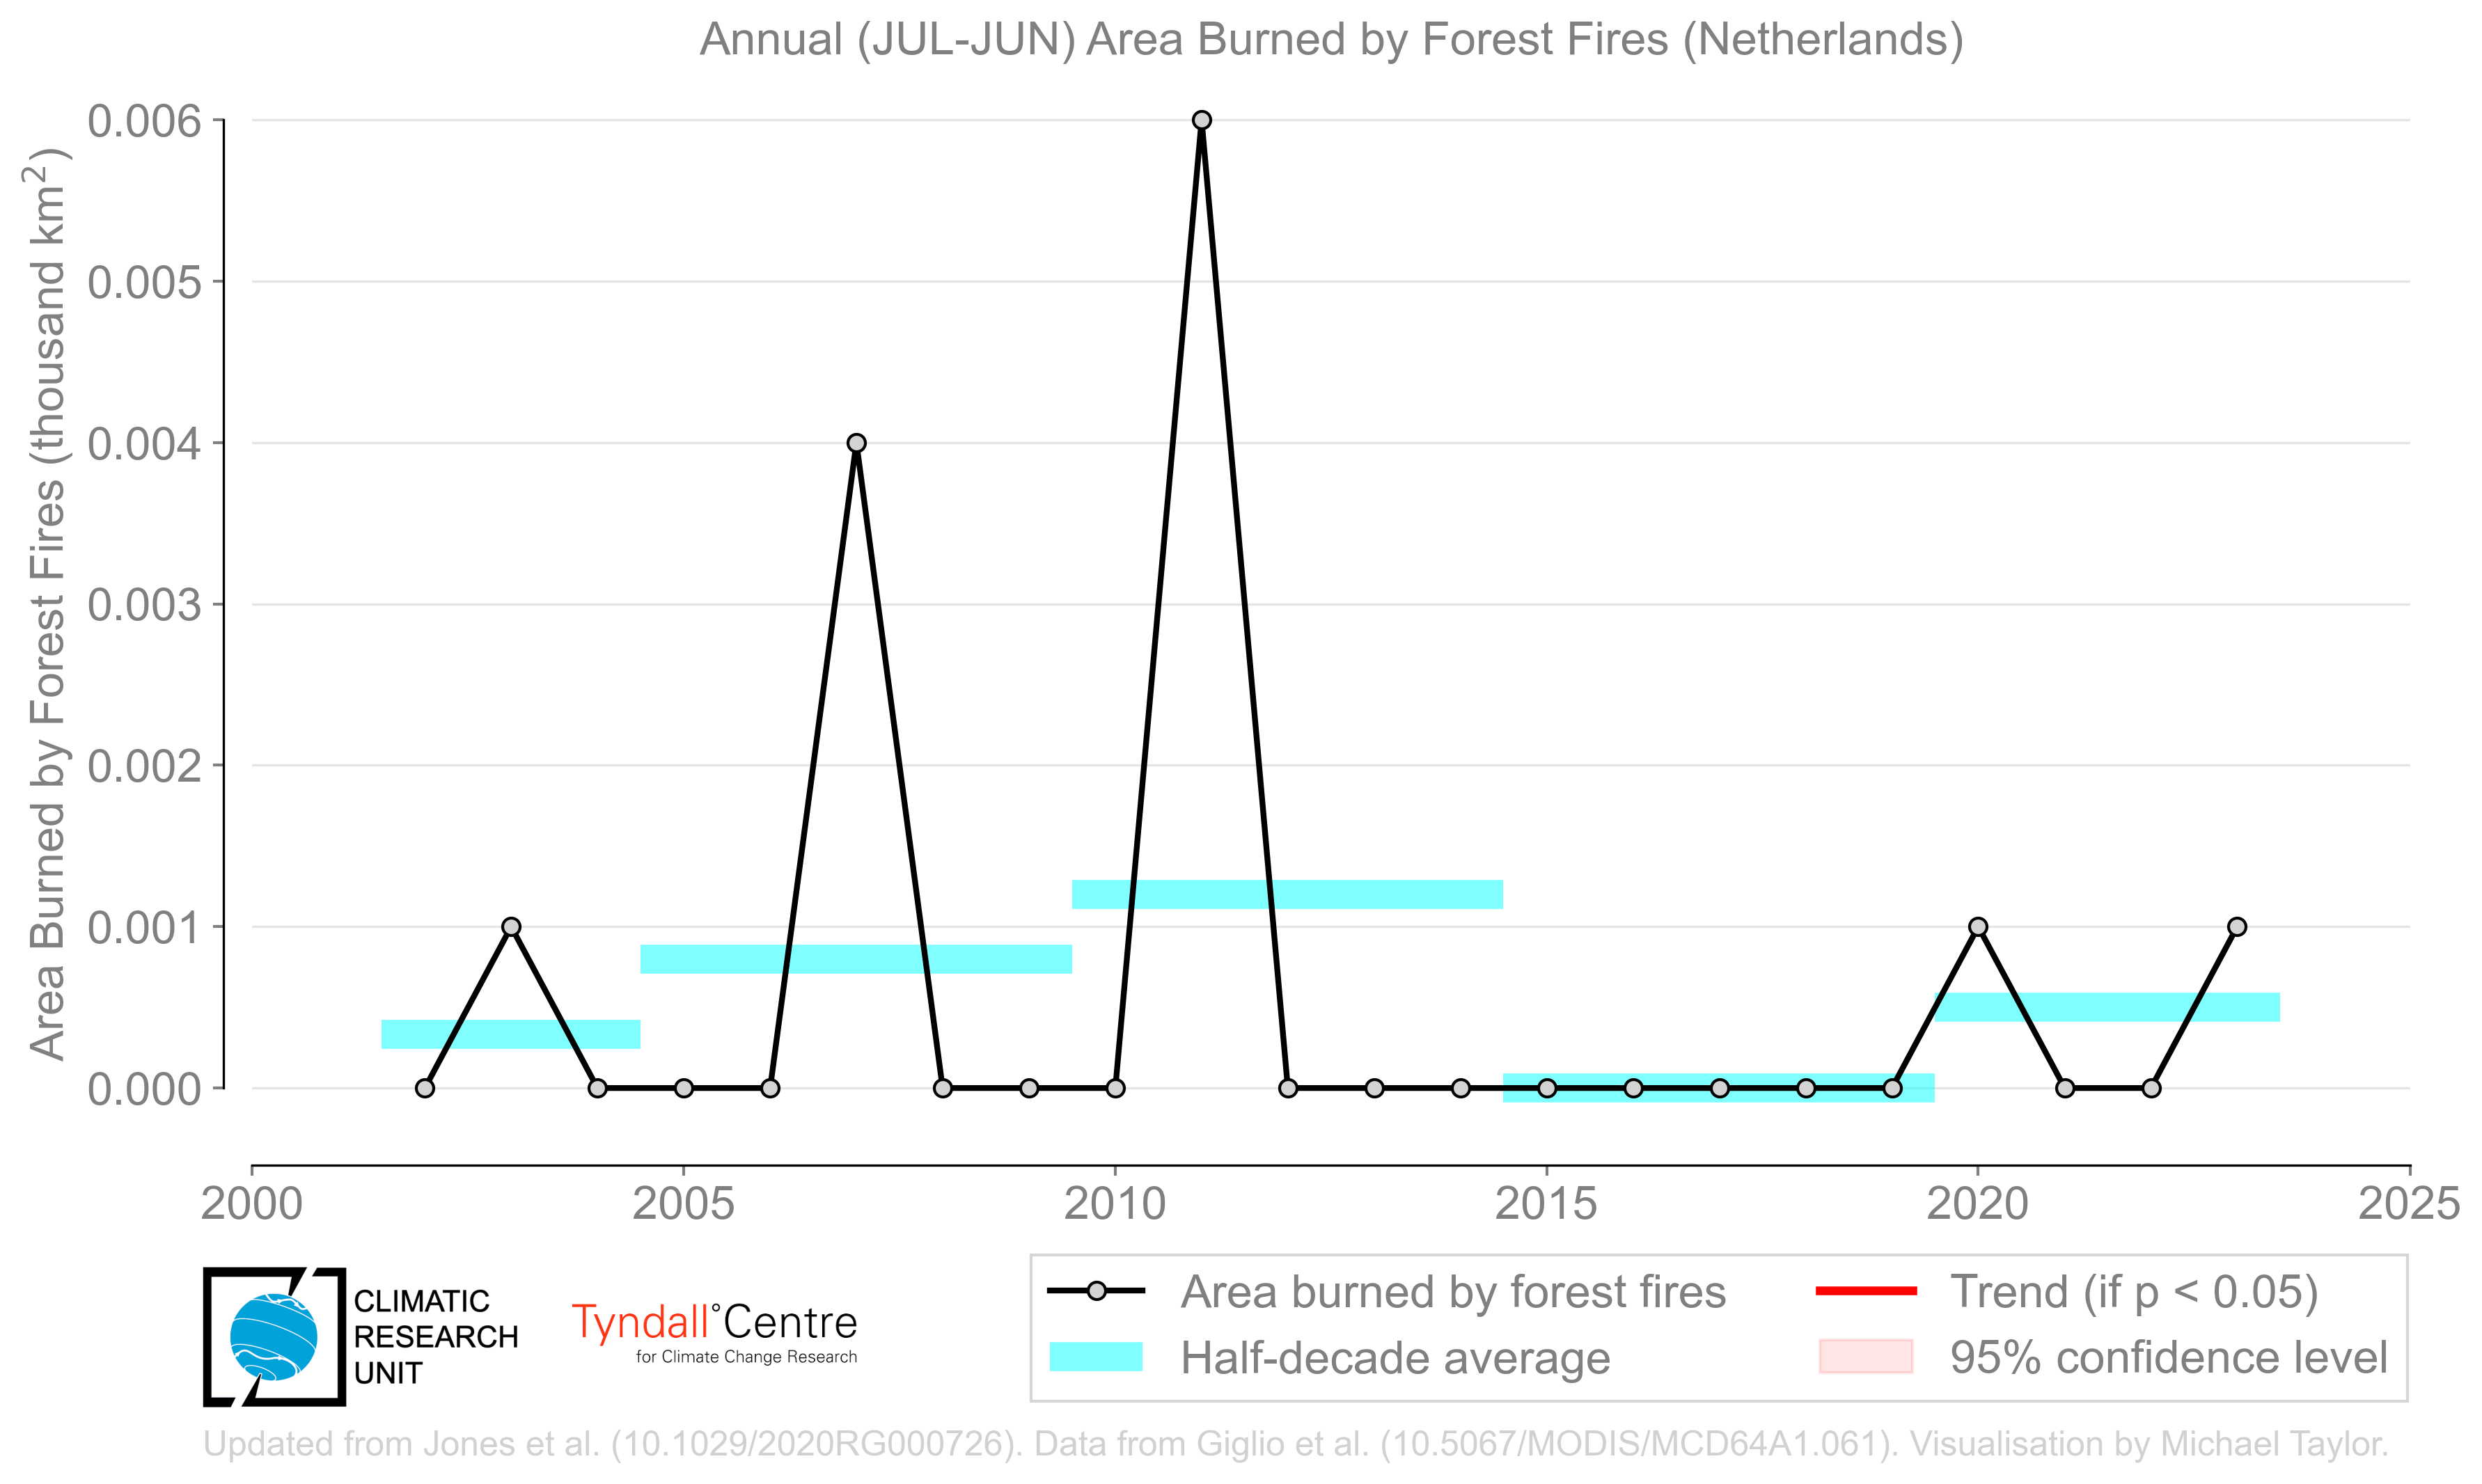 Annual (JUL-JUN) Area Burned by Forest Fires (Netherlands)
Area Burned by Forest Fires (thousand km²)
0.006
0.005
0.004
0.003
0.002
0.001
0.000
2000 2005 2010 2015 2020 2025
CLIMATIC
RESEARCH
UNIT
Tyndall°Centre
for Climate Change Research
Area burned by forest fires
Half-decade average
Trend (if p < 0.05)
95% confidence level
Updated from Jones et al. (10.1029/2020RG000726). Data from Giglio et al. (10.5067/MODIS/MCD64A1.061). Visualisation by Michael Taylor.